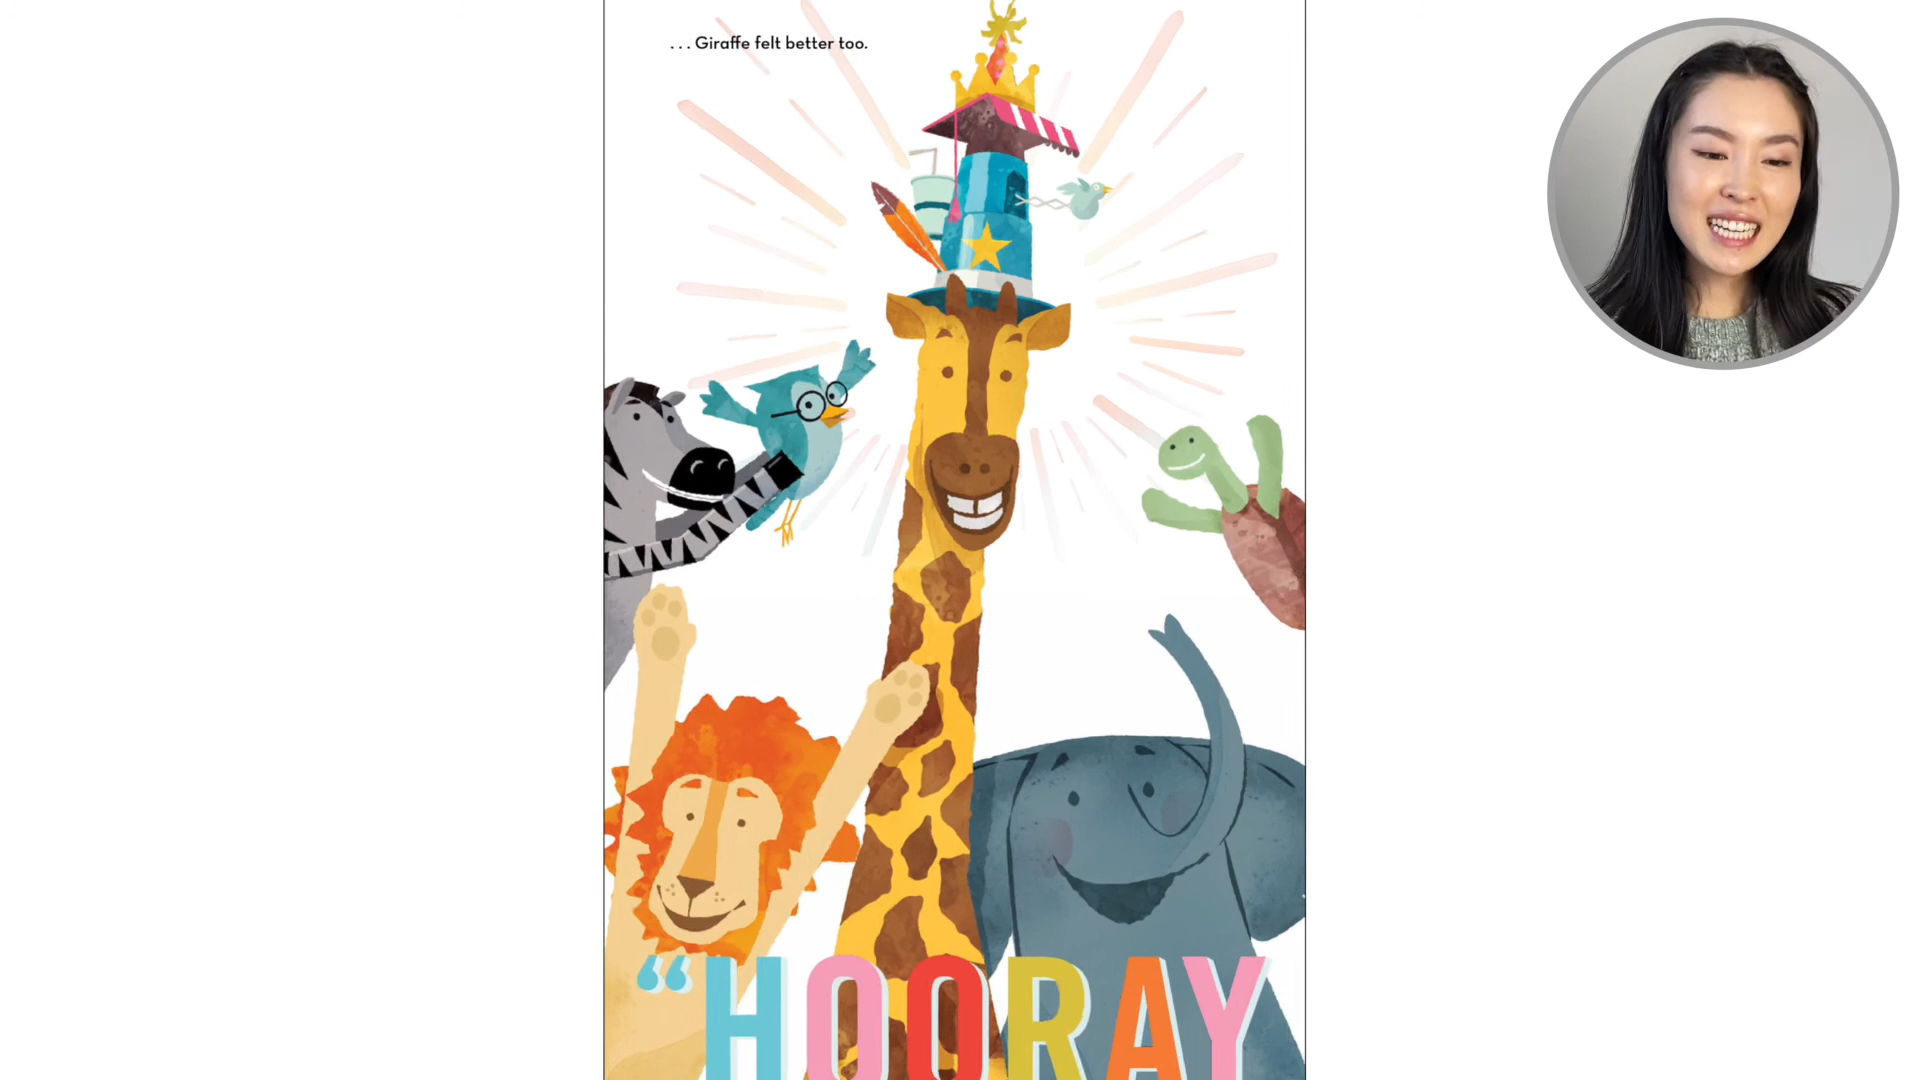 . . . Giraffe felt better too.
“HOORAY